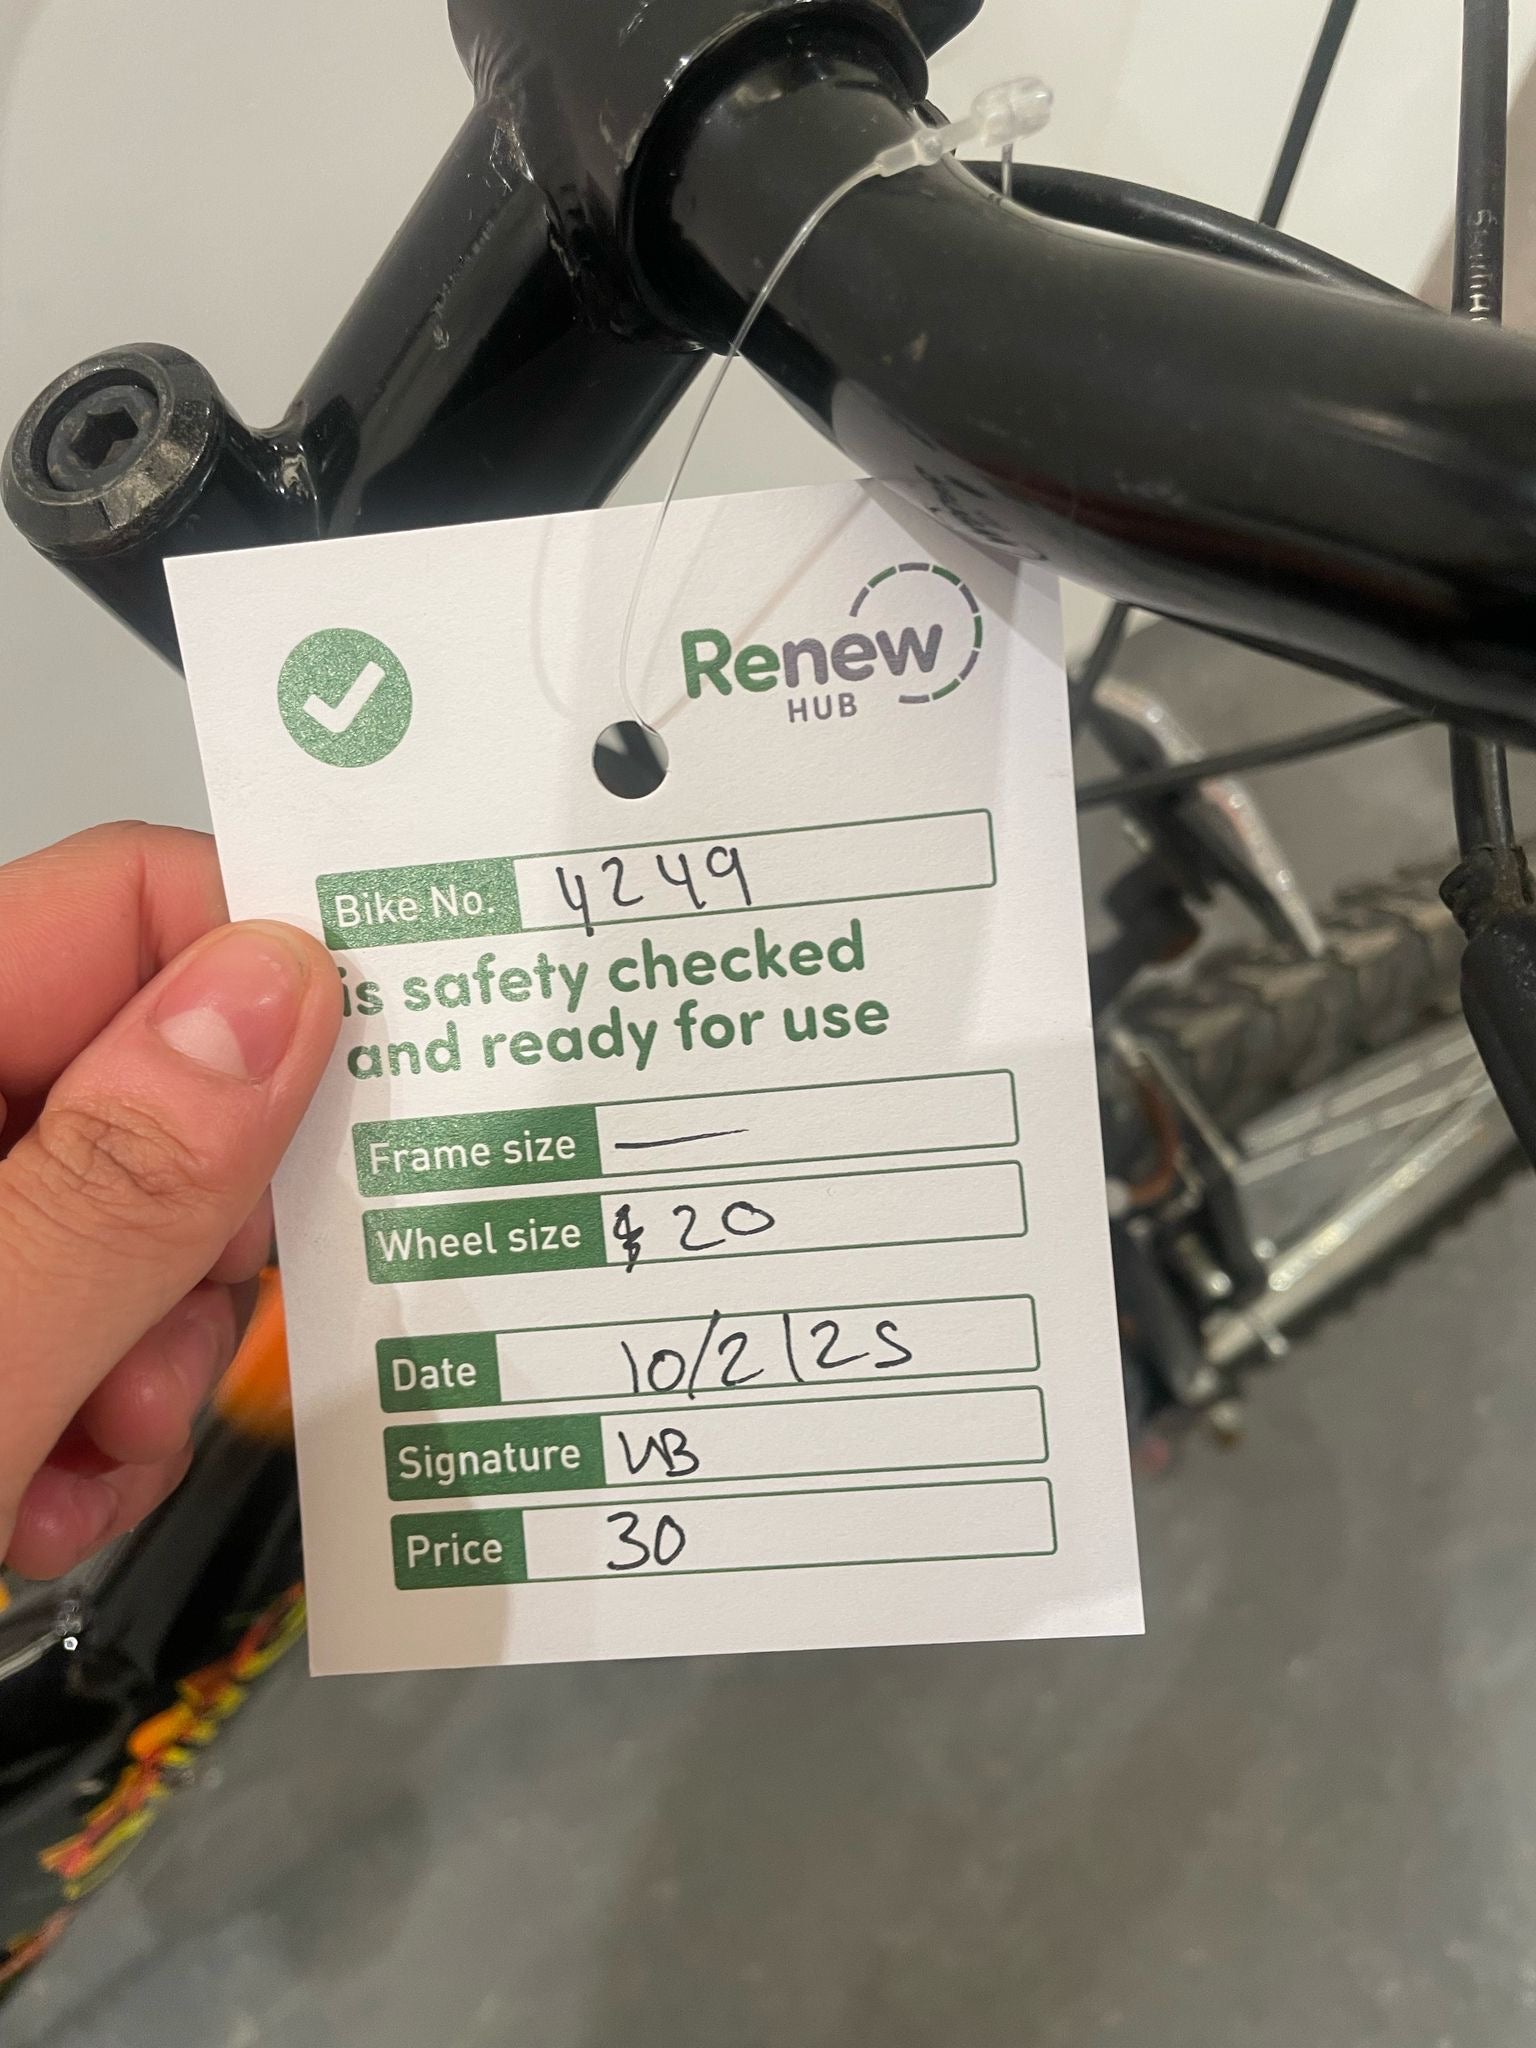 Renew
HUB
Bike No. 4249
is safety checked
and ready for use
Frame size —
Wheel size 20
Date 10/2/25
Signature
Price 30